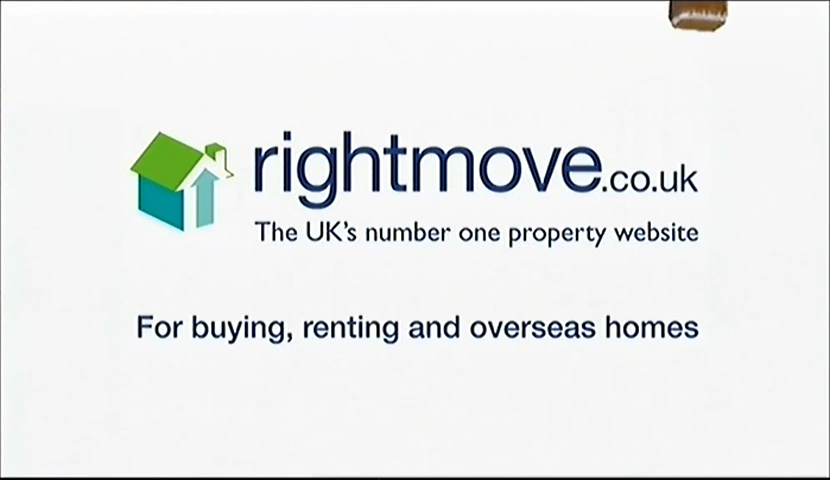 rightmove.co.uk
The UK's number one property website
For buying, renting and overseas homes